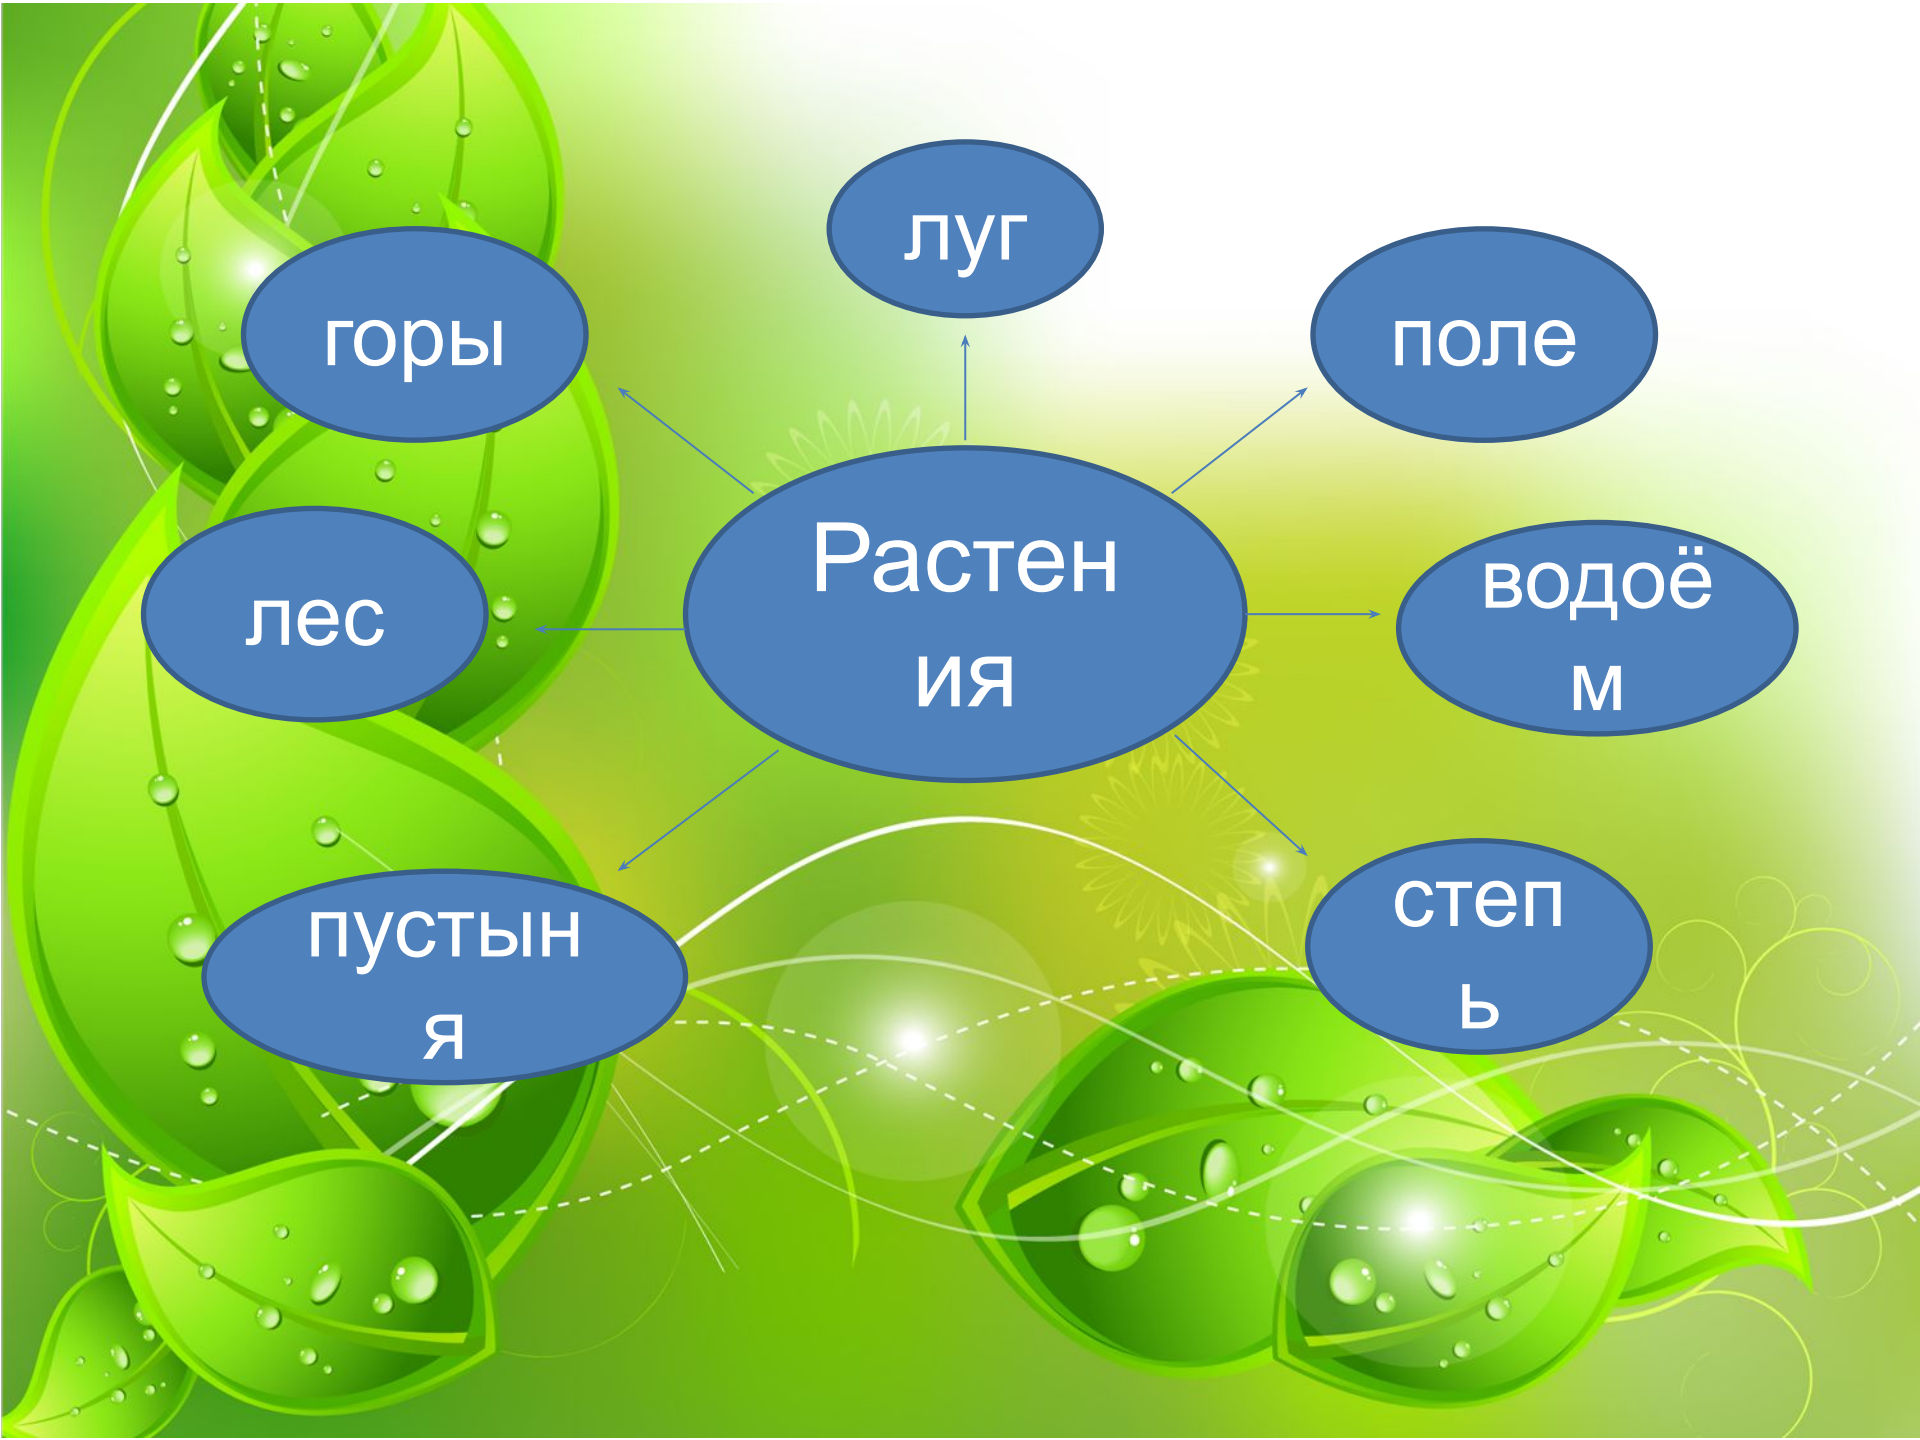 луг
горы
поле
Растен
ия
лес
водоё
м
пустын
я
степ
ь